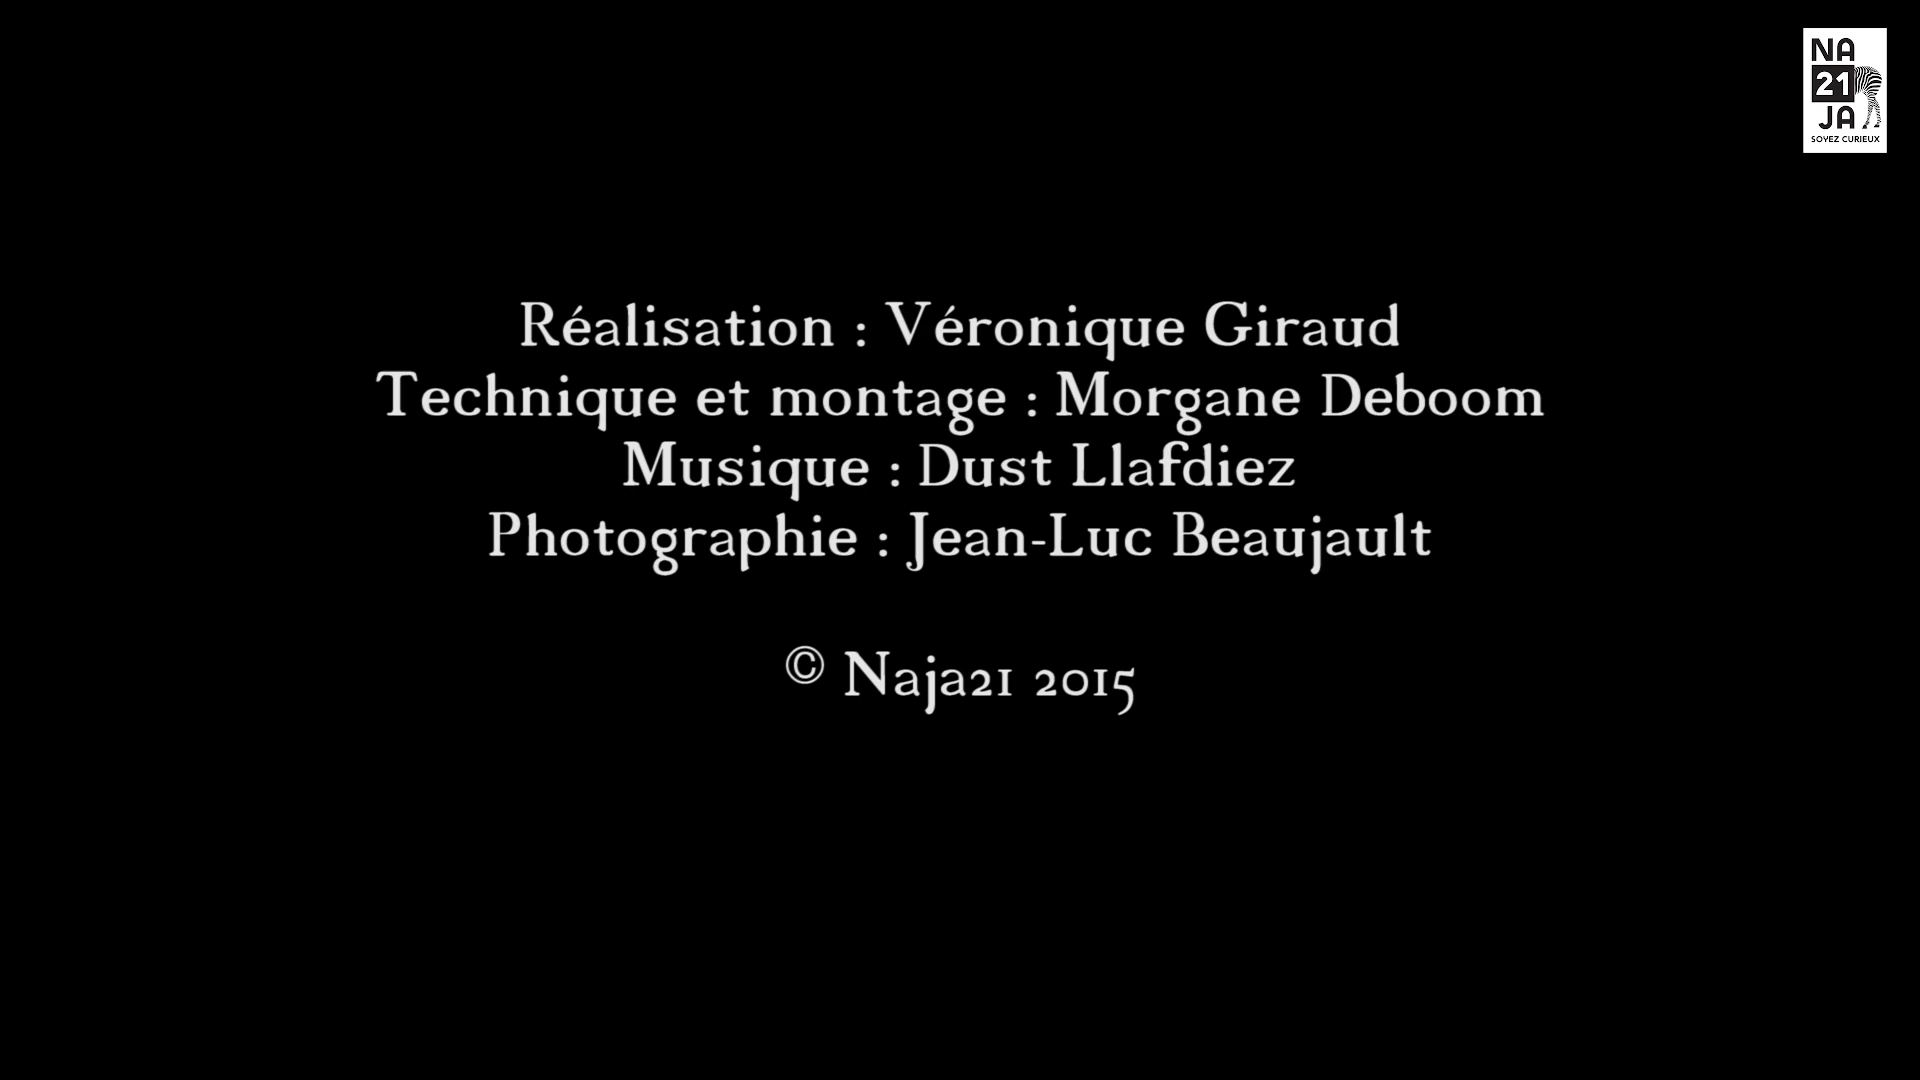 NA
21
JA
SOYEZ CURIEUX
Réalisation : Véronique Giraud
Technique et montage : Morgane Deboom
Musique : Dust Llafdiez
Photographie : Jean-Luc Beaujault
© Naja21 2015